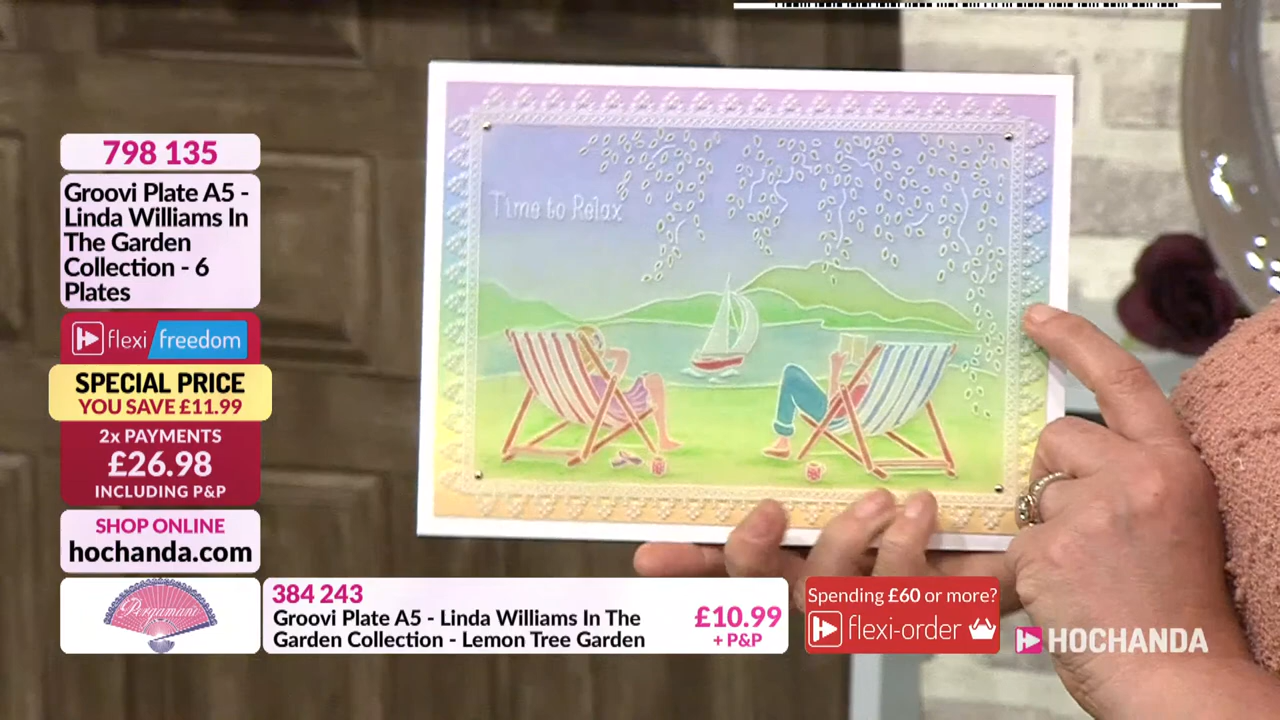 798 135
Groovi Plate A5 -
Linda Williams In
The Garden
Collection - 6
Plates
flexi freedom
SPECIAL PRICE
YOU SAVE £11.99
2x PAYMENTS
£26.98
INCLUDING P&P
SHOP ONLINE
hochanda.com
Time to Relax
Pergamano
384 243
Groovi Plate A5 - Linda Williams In The
Garden Collection - Lemon Tree Garden
£10.99
+ P&P
Spending £60 or more?
flexi-order
HOCHANDA